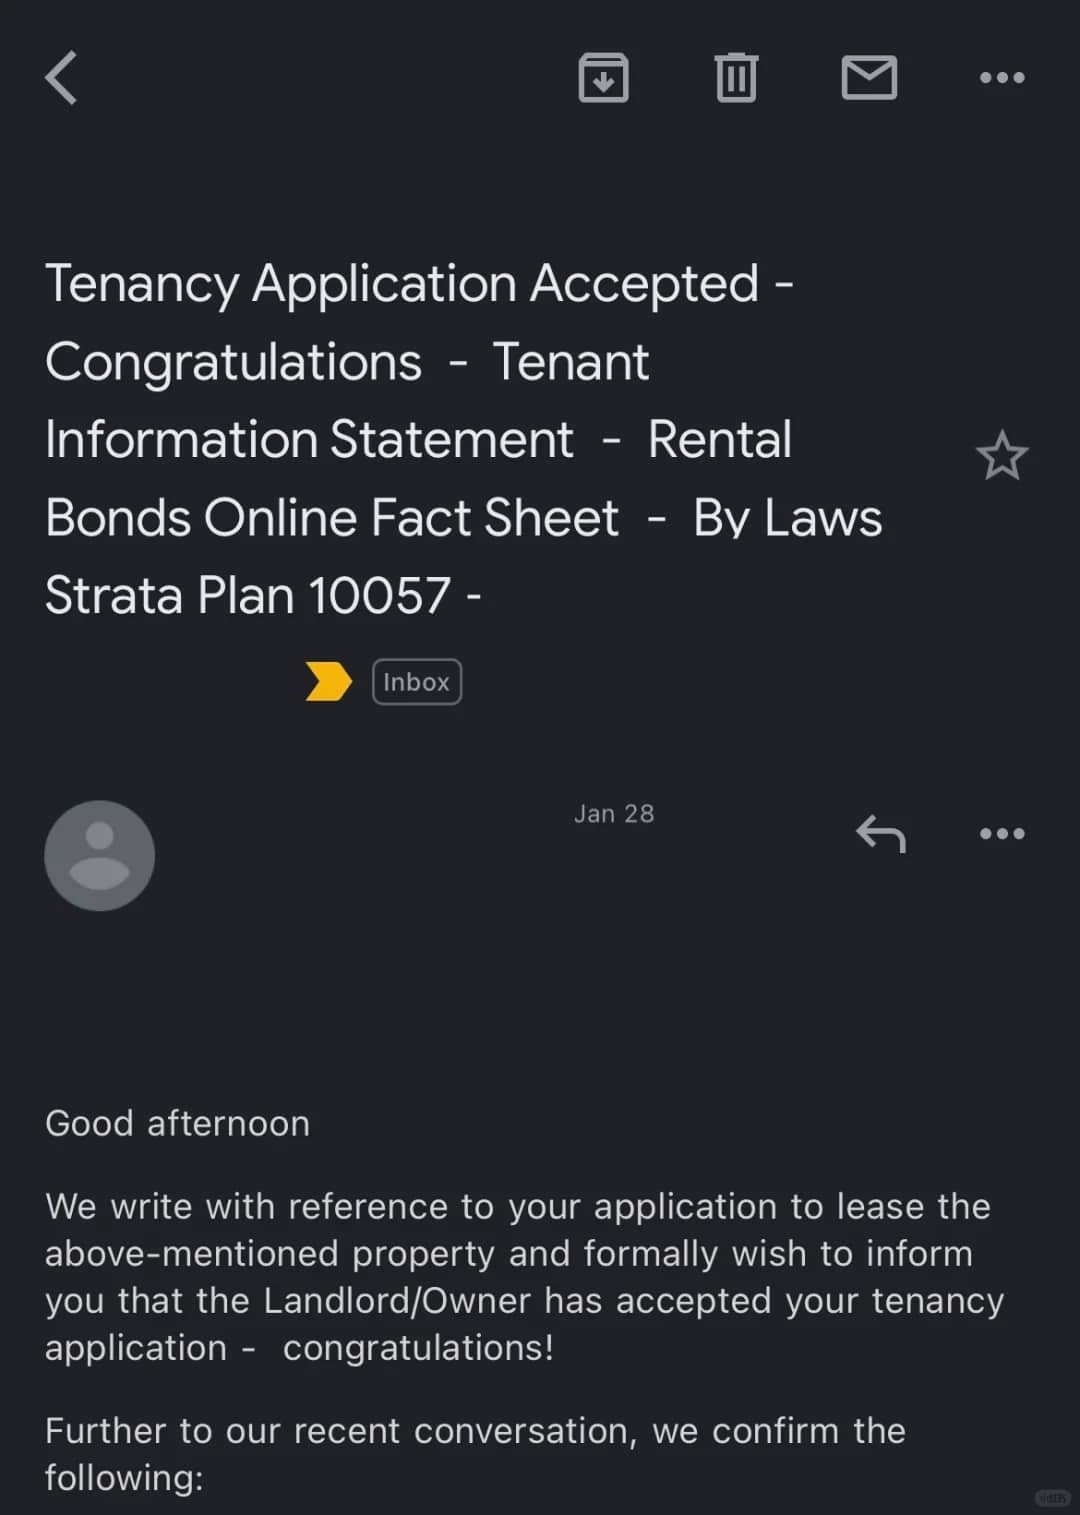 Tenancy Application Accepted -
Congratulations - Tenant
Information Statement - Rental
Bonds Online Fact Sheet - By Laws
Strata Plan 10057 -
Inbox
Jan 28
Good afternoon
We write with reference to your application to lease the
above-mentioned property and formally wish to inform
you that the Landlord/Owner has accepted your tenancy
application - congratulations!
Further to our recent conversation, we confirm the
following: